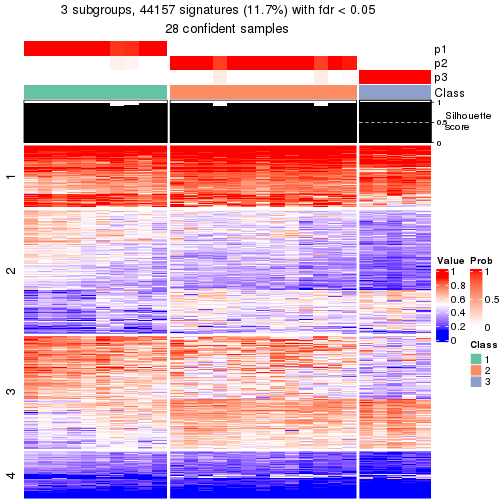 3 subgroups, 44157 signatures (11.7%) with fdr < 0.05
28 confident samples
p1
p2
p3
Class
1
0.5
0
Silhouette
score
1
2
3
4
Value
1
0.8
0.6
0.4
0.2
0
Prob
1
0.5
0
Class
1
2
3